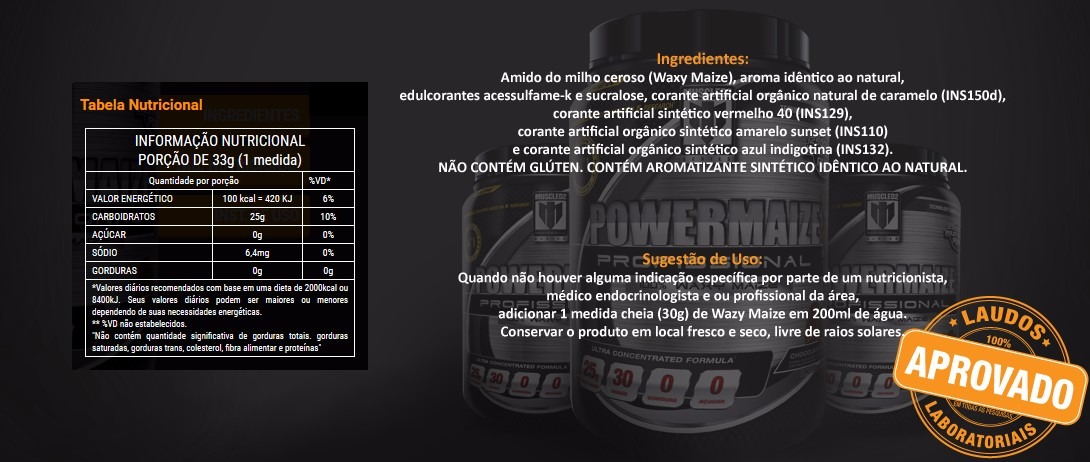 Tabela Nutricional
INFORMAÇÃO NUTRICIONAL
PORÇÃO DE 33g (1 medida)
Quantidade por porção %VD*
VALOR ENERGÉTICO 100 kcal = 420 KJ 6%
CARBOIDRATOS 25g 10%
AÇÚCAR 0g 0%
SÓDIO 6,4mg 0%
GORDURAS 0g 0g
*Valores diários recomendados com base em uma dieta de 2000kcal ou
8400kJ. Seus valores diários podem ser maiores ou menores
dependendo de suas necessidades energéticas.
** %VD não estabelecidos.
"Não contém quantidade significativa de gorduras totais. gorduras
saturadas, gorduras trans, colesterol, fibra alimentar e proteínas"
Ingredientes:
Amido do milho ceroso (Waxy Maize), aroma idêntico ao natural,
edulcorantes acessulfame-k e sucralose, corante artificial orgânico natural de caramelo (INS150d),
corante artificial sintético vermelho 40 (INS129),
corante artificial orgânico sintético amarelo sunset (INS110)
e corante artificial orgânico sintético azul indigotina (INS132).
NÃO CONTÉM GLÚTEN. CONTÉM AROMATIZANTE SINTÉTICO IDÊNTICO AO NATURAL.
MUSCLEDZ
POWERMAIZE
PROFISSIONAL
Sugestão de Uso:
Quando não houver alguma indicação específica por parte de um nutricionista,
médico endocrinologista e ou profissional da área,
adicionar 1 medida cheia (30g) de Wazy Maize em 200ml de água.
Conservar o produto em local fresco e seco, livre de raios solares.
ULTRA CONCENTRATED FORMULA
25g 30 0 0
LAUDOS
100%
APROVADO
EM TODAS AS PESQUISAS
LABORATORIAIS